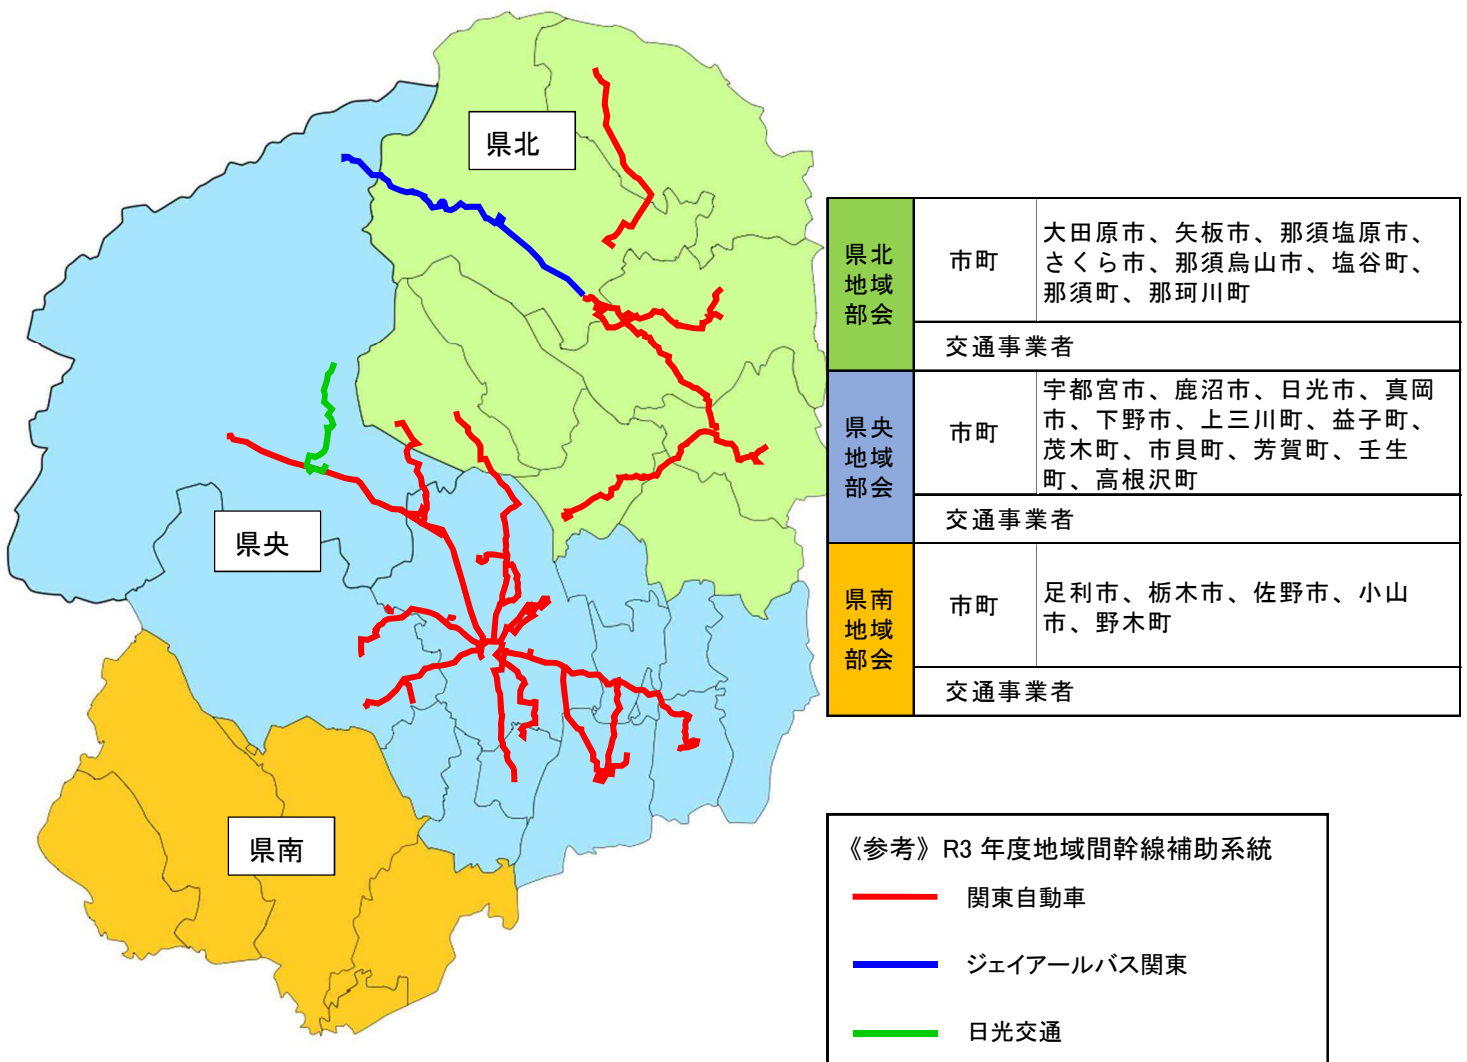 県北
県央
県南
県北
地域
部会
市町
大田原市、矢板市、那須塩原市、
さくら市、那須烏山市、塩谷町、
那須町、那珂川町
交通事業者
県央
地域
部会
市町
宇都宮市、鹿沼市、日光市、真岡
市、下野市、上三川町、益子町、
茂木町、市貝町、芳賀町、壬生
町、高根沢町
交通事業者
県南
地域
部会
市町
足利市、栃木市、佐野市、小山
市、野木町
交通事業者
《参考》R3 年度地域間幹線補助系統
関東自動車
ジェイアールバス関東
日光交通